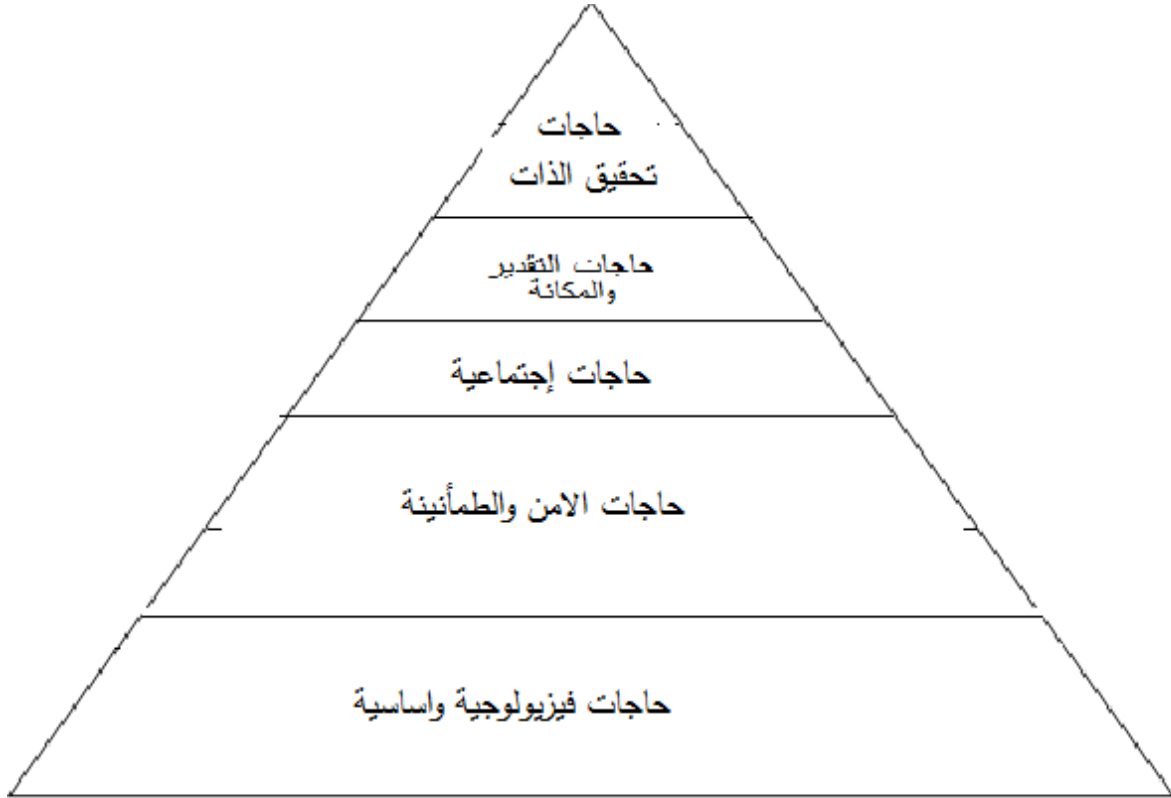 حاجات
تحقيق الذات
حاجات التقدير
والمكانة
حاجات إجتماعية
حاجات الامن والطمأنينة
حاجات فيزيولوجية واساسية